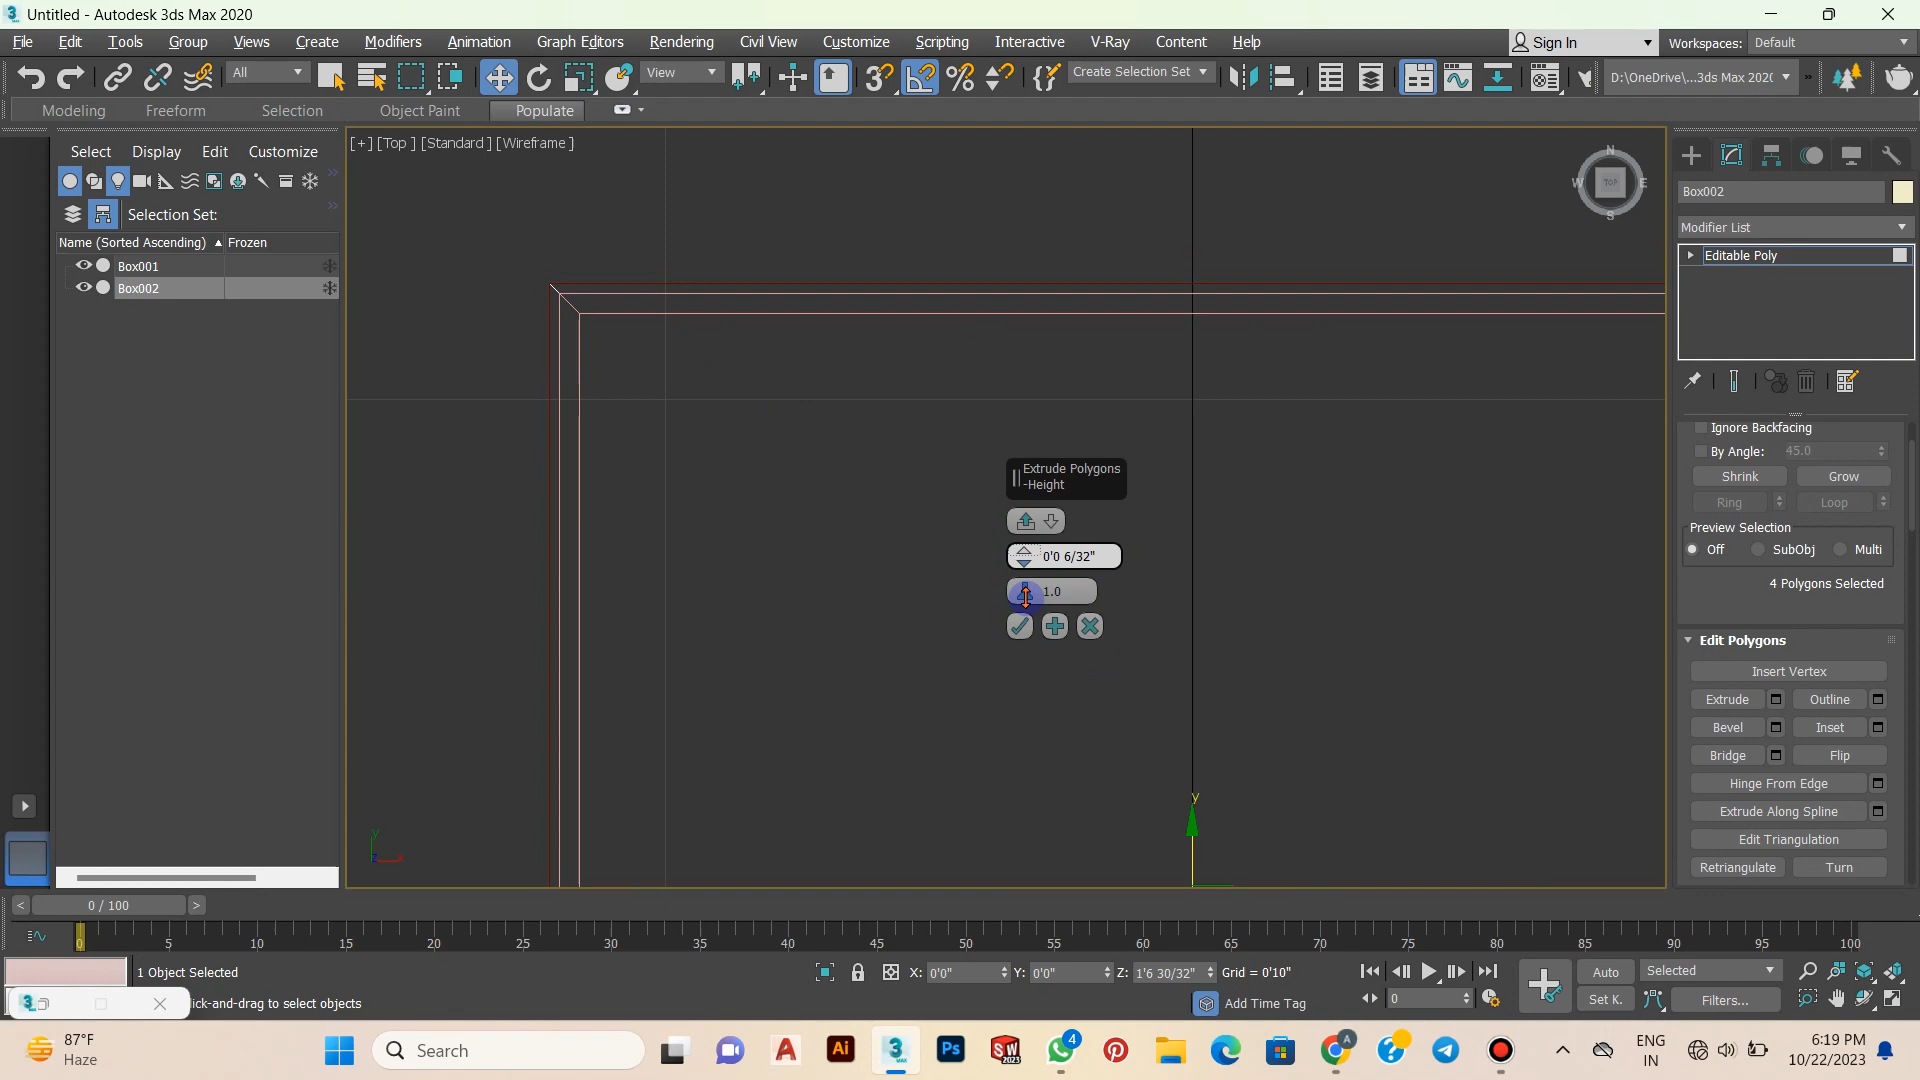 Untitled - Autodesk 3ds Max 2020
File Edit Tools Group Views Create Modifiers Animation Graph Editors Rendering Civil View Customize Scripting Interactive V-Ray Content Help
Sign In Workspaces: Default
All View Create Selection Set D:\OneDrive\...3ds Max 2020
Modeling Freeform Selection Object Paint Populate
Select Display Edit Customize
[+] [Top ] [Standard ] [Wireframe ]
Selection Set:
Name (Sorted Ascending) Frozen
Box001
Box002
N
W TOP E
S
Box002
Modifier List
Editable Poly
Extrude Polygons
-Height
0'0 6/32"
1.0
y
y
z
x
Ignore Backfacing
By Angle: 45.0
Shrink Grow
Ring Loop
Preview Selection
Off SubObj Multi
4 Polygons Selected
Edit Polygons
Insert Vertex
Extrude Outline
Bevel Inset
Bridge Flip
Hinge From Edge
Extrude Along Spline
Edit Triangulation
Retriangulate Turn
< 0 / 100 >
0 5 10 15 20 25 30 35 40 45 50 55 60 65 70 75 80 85 90 95 100
1 Object Selected X: 0'0" Y: 0'0" Z: 1'6 30/32" Grid = 0'10" Auto Selected
lick-and-drag to select objects Add Time Tag 0 Set K. Filters...
87°F
Haze
Search
4
ENG
IN
6:19 PM
10/22/2023